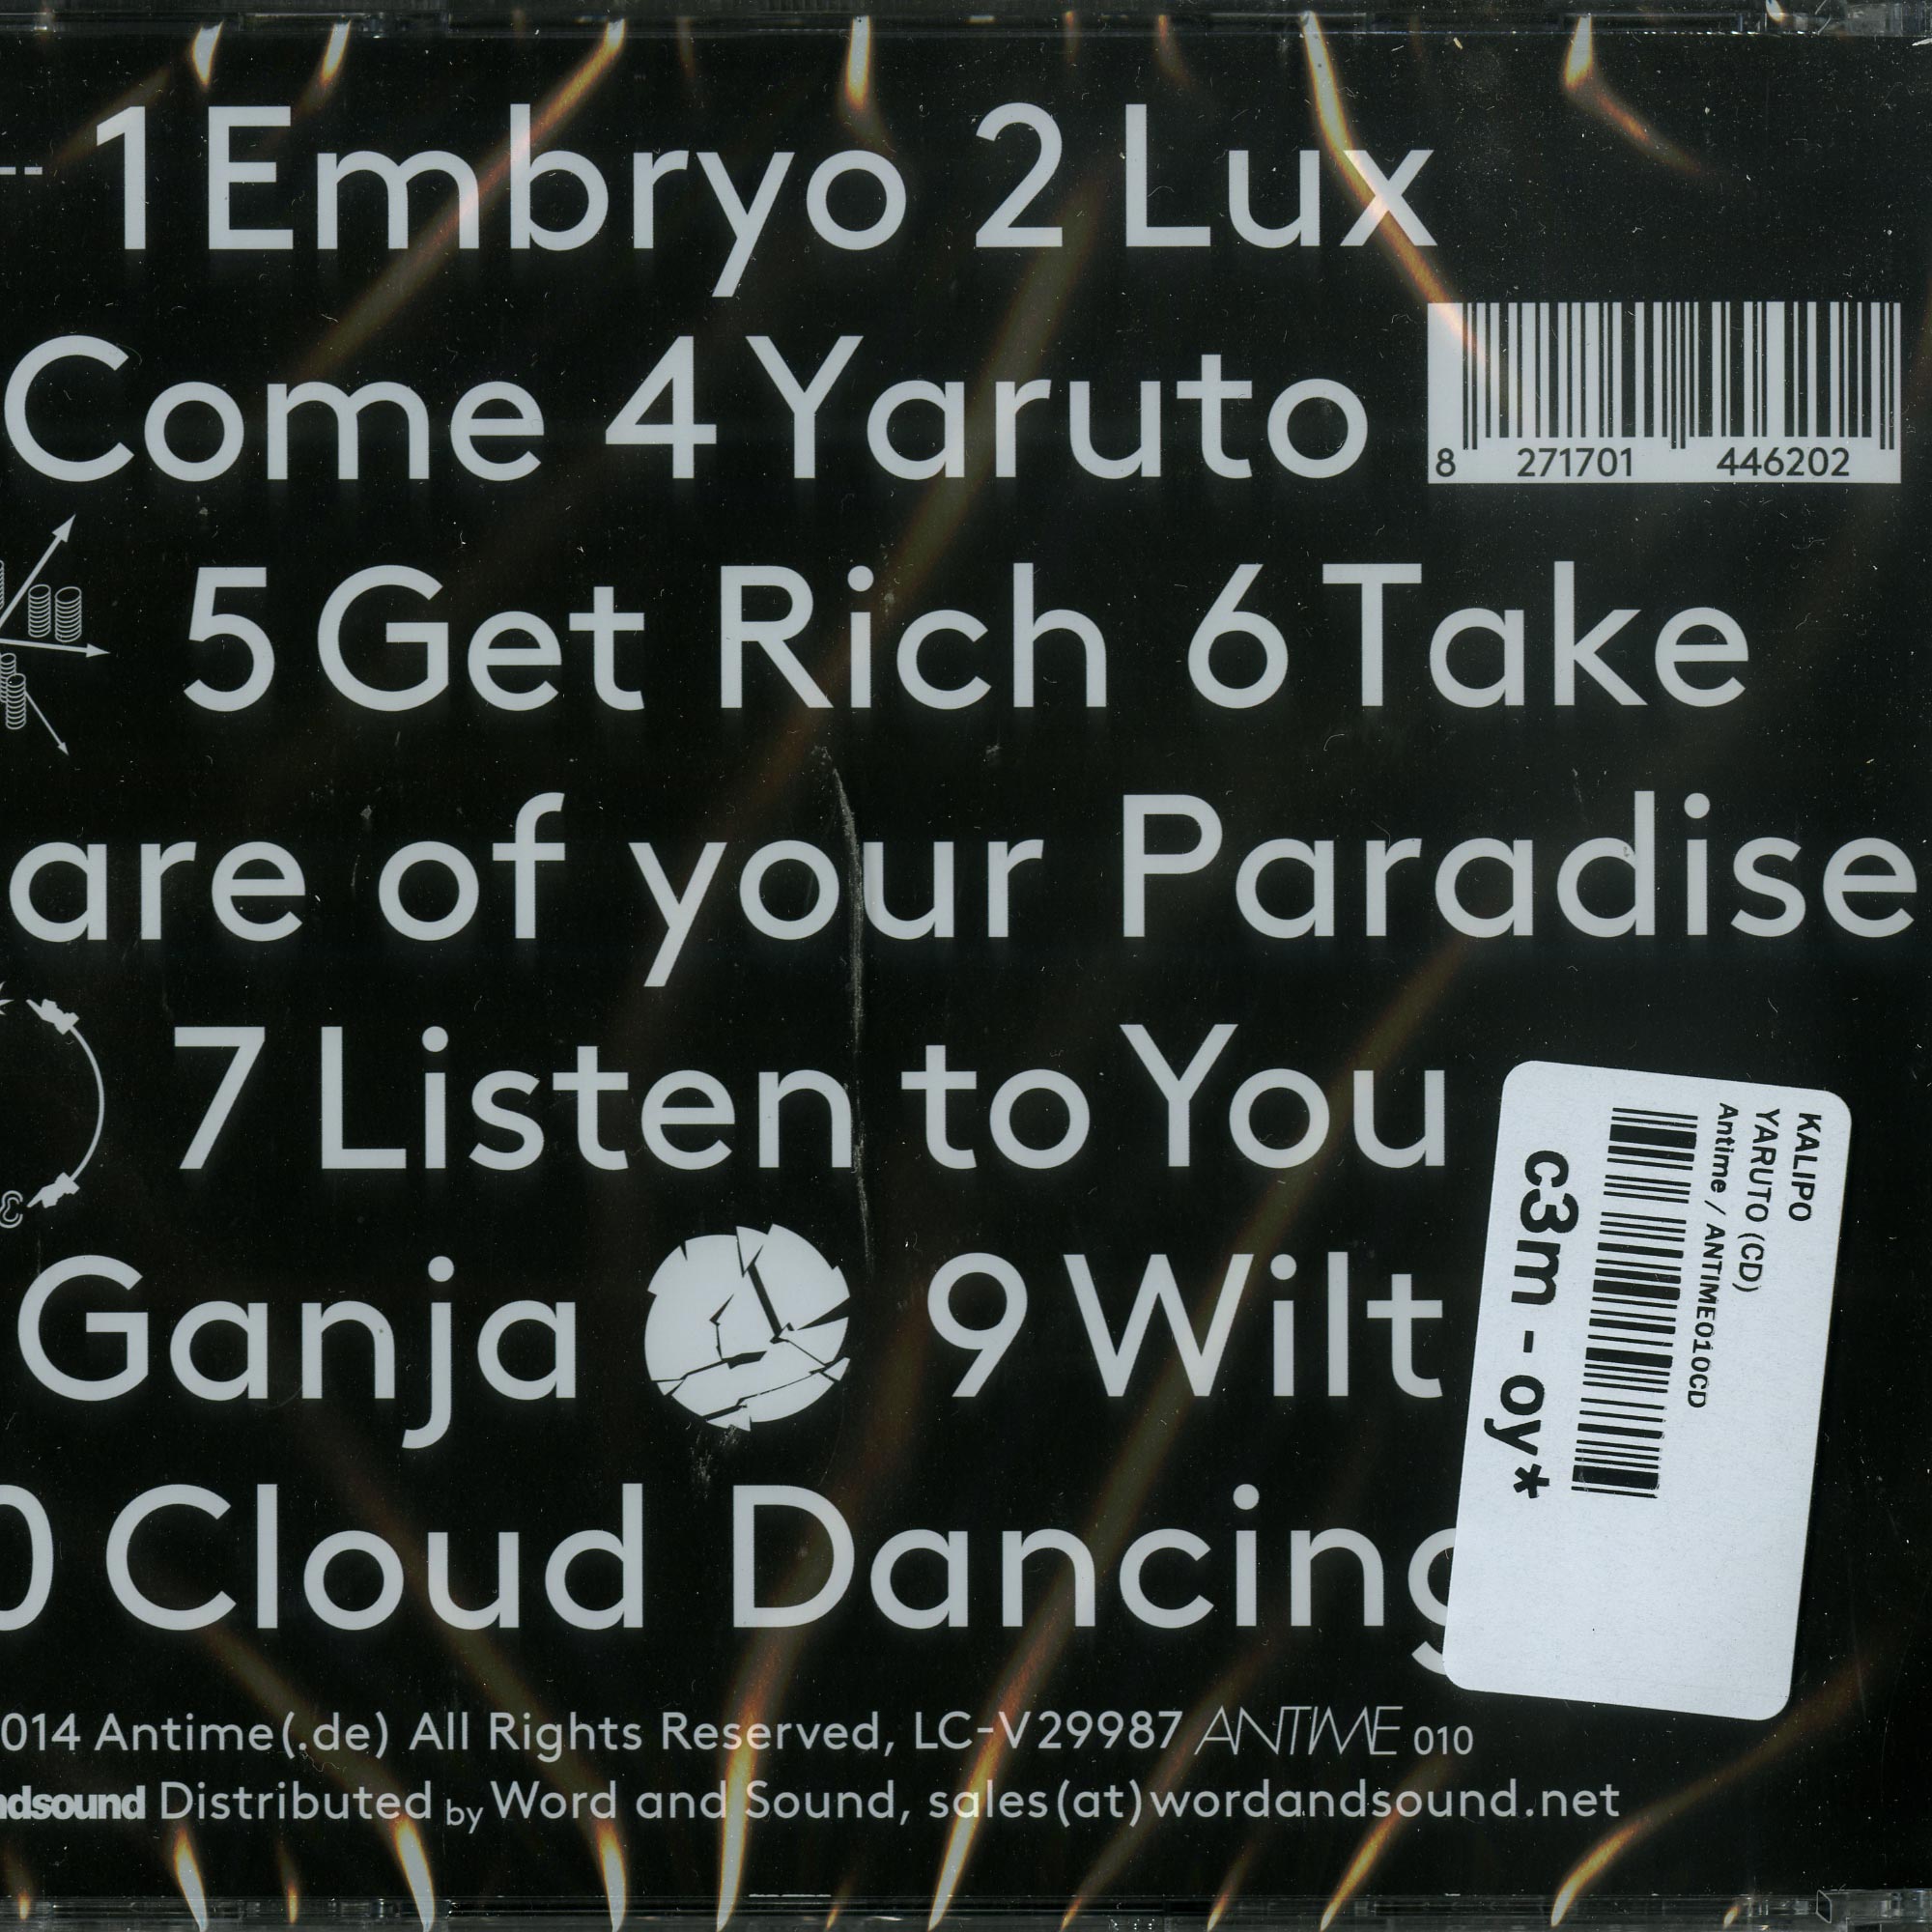 1 Embryo 2 Lux
Come 4 Yaruto
8 271701 446202
5 Get Rich 6 Take
are of your Paradise
7 Listen to You
Ganja 9 Wilt
0 Cloud Dancing
KALIPO
YARUTO (CD)
Antime / ANTIME010CD
c3m - oy*
014 Antime(.de) All Rights Reserved, LC-V29987 ANTIME 010
ndsound Distributed by Word and Sound, sales(at)wordandsound.net